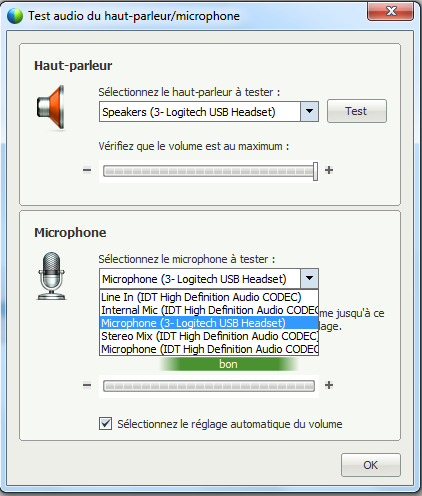 Test audio du haut-parleur/microphone
Haut-parleur
Sélectionnez le haut-parleur à tester :
Speakers (3- Logitech USB Headset)
Test
Vérifiez que le volume est au maximum :
Microphone
Sélectionnez le microphone à tester :
Microphone (3- Logitech USB Headset)
Line In (IDT High Definition Audio CODEC)
Internal Mic (IDT High Definition Audio CODEC
me jusqu'à ce
Microphone (3- Logitech USB Headset)
age.
Stereo Mix (IDT High Definition Audio CODEC)
Microphone (IDT High Definition Audio CODEC)
bon
Sélectionnez le réglage automatique du volume
OK